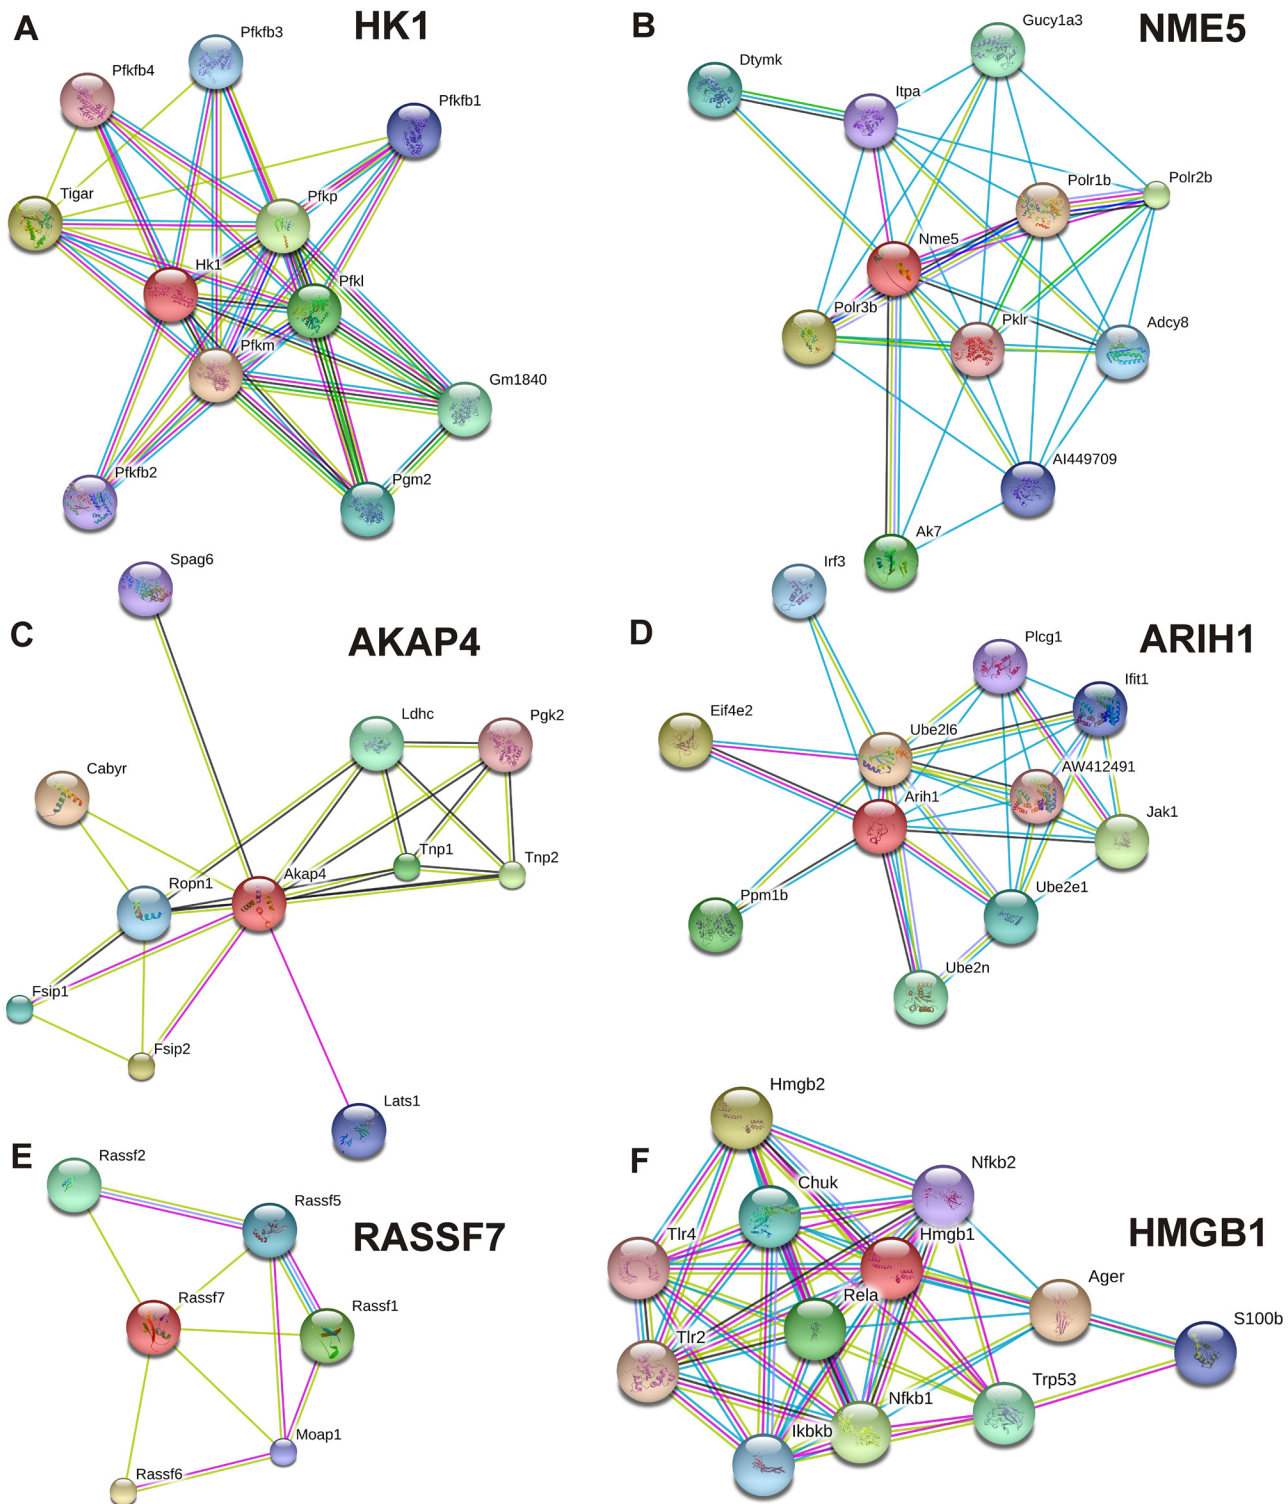 A
HK1
Pfkfb3
Pfkfb4
Pfkfb1
Tigar
Pfkp
Hk1
Pfkl
Pfkm
Gm1840
Pfkfb2
Pgm2
B
NME5
Gucy1a3
Dtymk
Itpa
Polr1b
Polr2b
Nme5
Polr3b
Pklr
Adcy8
AI449709
Ak7
C
AKAP4
Spag6
Ldhc
Pgk2
Cabyr
Tnp1
Tnp2
Ropn1
Akap4
Fsip1
Fsip2
Lats1
D
ARIH1
Irf3
Plcg1
Ifit1
Eif4e2
Ube2l6
AW412491
Arih1
Jak1
Ppm1b
Ube2e1
Ube2n
E
RASSF7
Rassf2
Rassf5
Rassf7
Rassf1
Moap1
Rassf6
F
HMGB1
Hmgb2
Chuk
Nfkb2
Tlr4
Hmgb1
Ager
Rela
S100b
Tlr2
Trp53
Nfkb1
Ikbkb